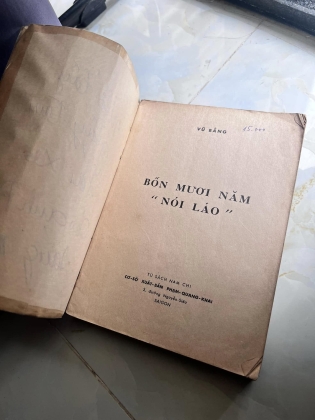 VŨ BẰNG
BỐN MƯƠI NĂM
“NÓI LÁO”
TỦ SÁCH NAM CHI
CƠ-SỞ XUẤT-BẢN PHẠM-QUANG-KHAI
SAIGON